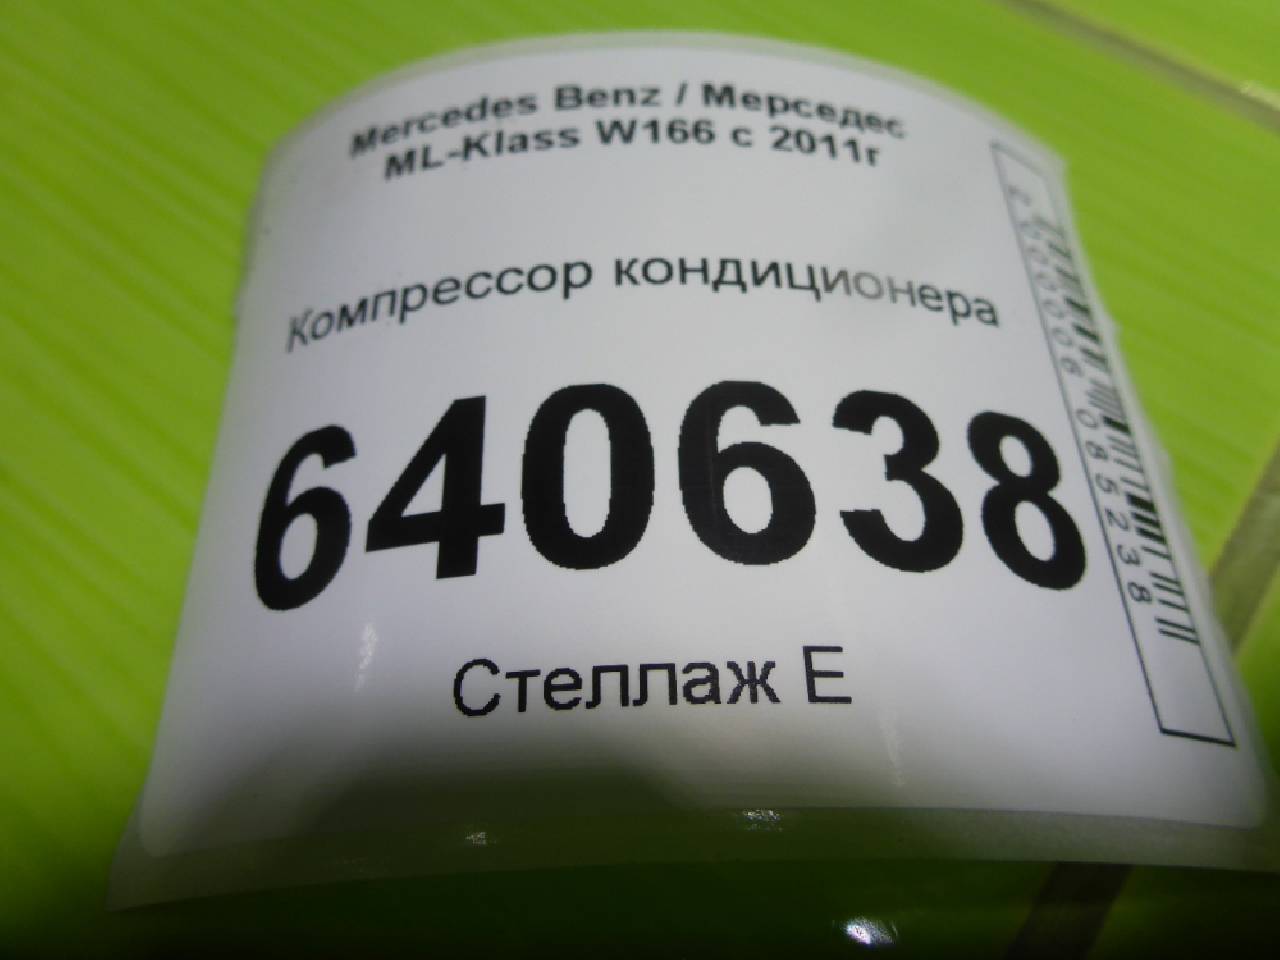 Mercedes Benz / Мерседес
ML-Klass W166 с 2011г
Компрессор кондиционера
640638
Стеллаж Е